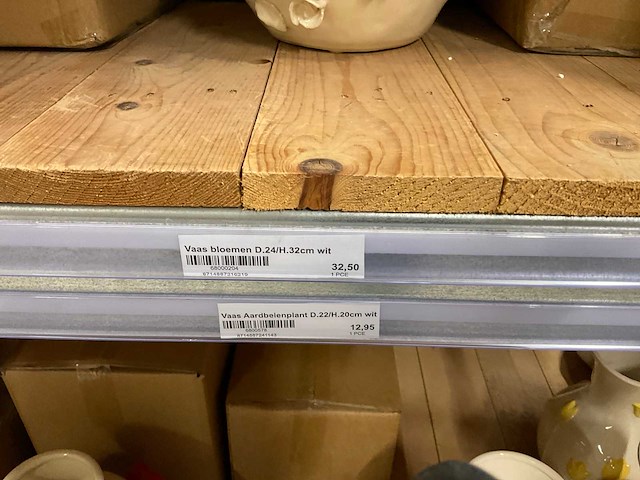 Vaas bloemen D.24/H.32cm wit
68000204
32,50
1 PCE
Vaas Aardbeienplant D.22/H.20cm wit
12,95
1 PCE